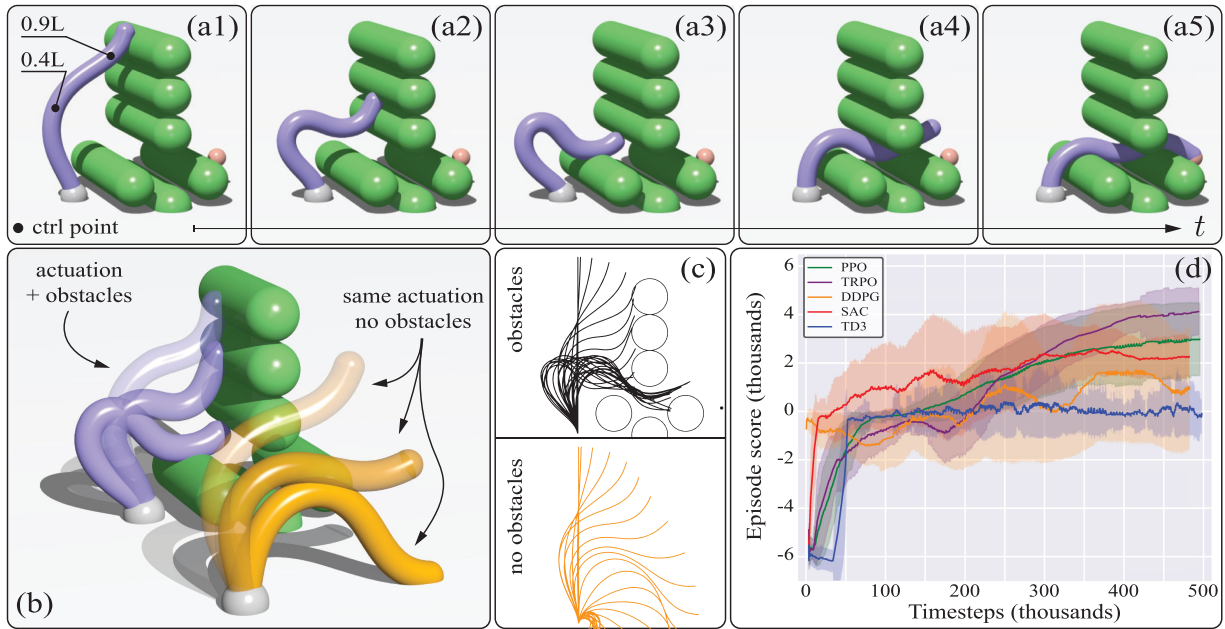 (a1)
0.9L
0.4L
ctrl point
(a2)
(a3)
(a4)
(a5)
t
(b)
actuation
+ obstacles
same actuation
no obstacles
(c)
obstacles
no obstacles
(d)
PPO
TRPO
DDPG
SAC
TD3
Episode score (thousands)
6
4
2
0
-2
-4
-6
100
200
300
400
500
Timesteps (thousands)